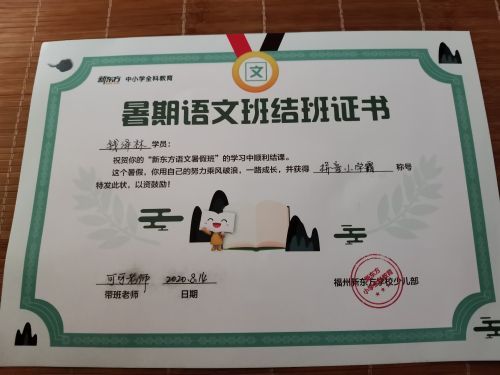 新东方 中小学全科教育
文
暑期语文班结班证书
钱泽林 学员：
祝贺你的“新东方语文暑假班”的学习中顺利结课。
这个暑假，你用自己的努力乘风破浪，一路成长，并获得 拼音小学霸 称号
特发此状，以资鼓励！
可可老师 2020.8.14
带班老师 日期
福州新东方学校少儿部